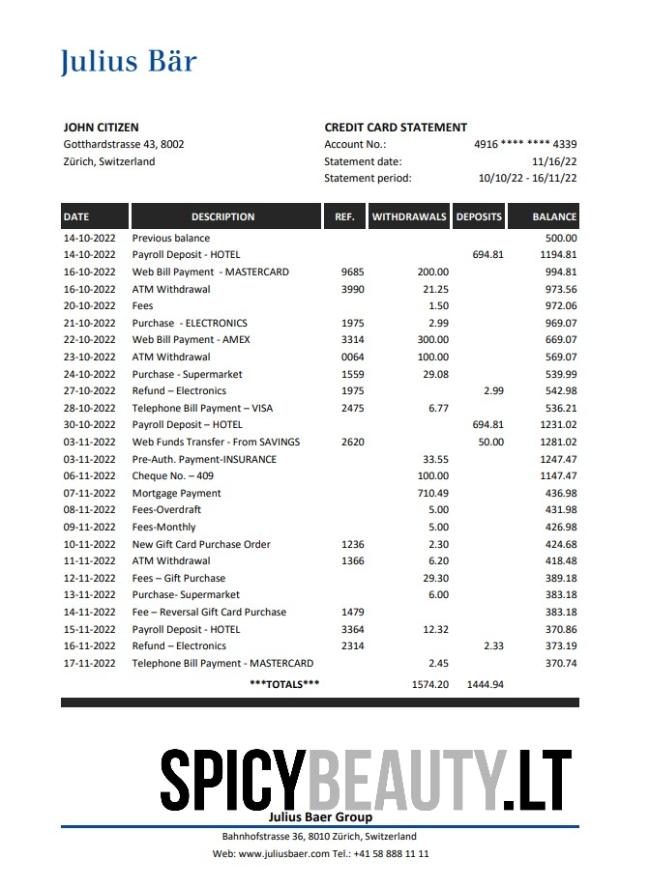 Julius Bär
JOHN CITIZEN
Gotthardstrasse 43, 8002
Zürich, Switzerland
CREDIT CARD STATEMENT
Account No.: 4916 **** **** 4339
Statement date: 11/16/22
Statement period: 10/10/22 - 16/11/22
DATE DESCRIPTION REF. WITHDRAWALS DEPOSITS BALANCE
14-10-2022 Previous balance 500.00
14-10-2022 Payroll Deposit - HOTEL 694.81 1194.81
16-10-2022 Web Bill Payment - MASTERCARD 9685 200.00 994.81
16-10-2022 ATM Withdrawal 3990 21.25 973.56
20-10-2022 Fees 1.50 972.06
21-10-2022 Purchase - ELECTRONICS 1975 2.99 969.07
22-10-2022 Web Bill Payment - AMEX 3314 300.00 669.07
23-10-2022 ATM Withdrawal 0064 100.00 569.07
24-10-2022 Purchase - Supermarket 1559 29.08 539.99
27-10-2022 Refund – Electronics 1975 2.99 542.98
28-10-2022 Telephone Bill Payment – VISA 2475 6.77 536.21
30-10-2022 Payroll Deposit – HOTEL 694.81 1231.02
03-11-2022 Web Funds Transfer - From SAVINGS 2620 50.00 1281.02
03-11-2022 Pre-Auth. Payment-INSURANCE 33.55 1247.47
06-11-2022 Cheque No. – 409 100.00 1147.47
07-11-2022 Mortgage Payment 710.49 436.98
08-11-2022 Fees-Overdraft 5.00 431.98
09-11-2022 Fees-Monthly 5.00 426.98
10-11-2022 New Gift Card Purchase Order 1236 2.30 424.68
11-11-2022 ATM Withdrawal 1366 6.20 418.48
12-11-2022 Fees – Gift Purchase 29.30 389.18
13-11-2022 Purchase- Supermarket 6.00 383.18
14-11-2022 Fee – Reversal Gift Card Purchase 1479 383.18
15-11-2022 Payroll Deposit - HOTEL 3364 12.32 370.86
16-11-2022 Refund – Electronics 2314 2.33 373.19
17-11-2022 Telephone Bill Payment - MASTERCARD 2.45 370.74
***TOTALS*** 1574.20 1444.94
SPICYBEAUTY.LT
Julius Baer Group
Bahnhofstrasse 36, 8010 Zürich, Switzerland
Web: www.juliusbaer.com Tel.: +41 58 888 11 11